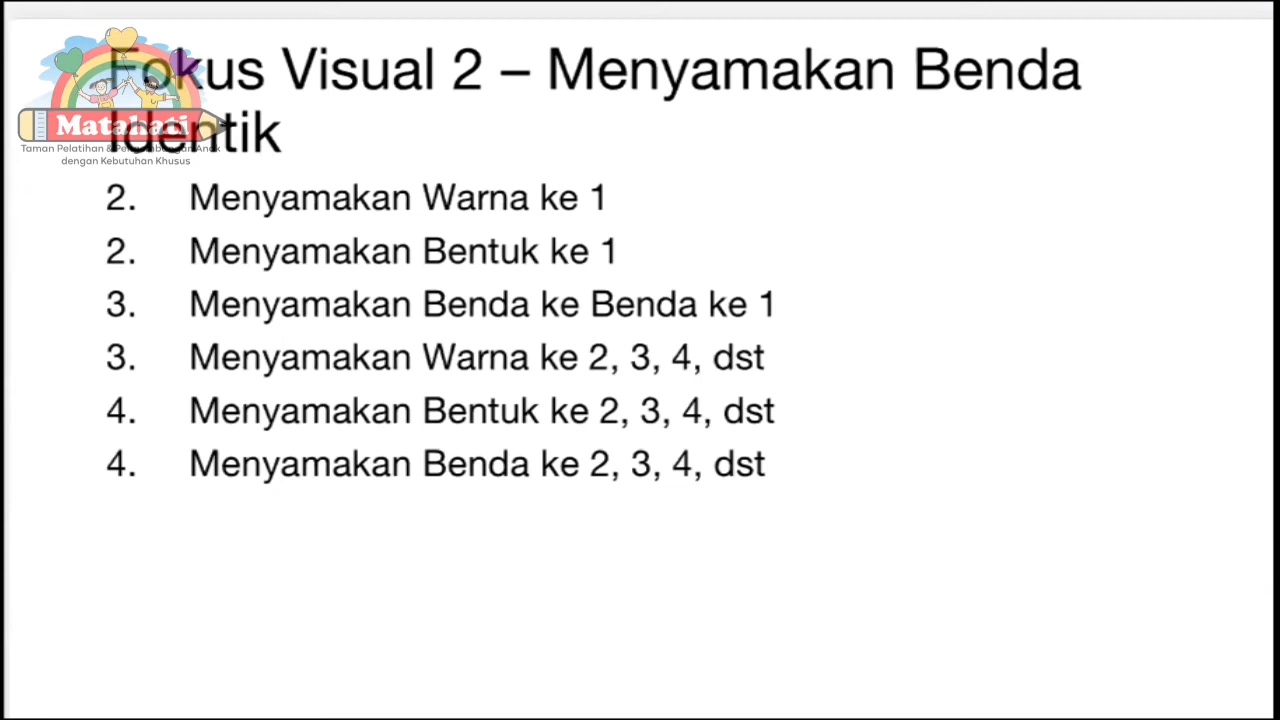 Fokus Visual 2 – Menyamakan Benda
Identik
Matahati
Taman Pelatihan & Pengembangan Anak
dengan Kebutuhan Khusus
2. Menyamakan Warna ke 1
2. Menyamakan Bentuk ke 1
3. Menyamakan Benda ke Benda ke 1
3. Menyamakan Warna ke 2, 3, 4, dst
4. Menyamakan Bentuk ke 2, 3, 4, dst
4. Menyamakan Benda ke 2, 3, 4, dst